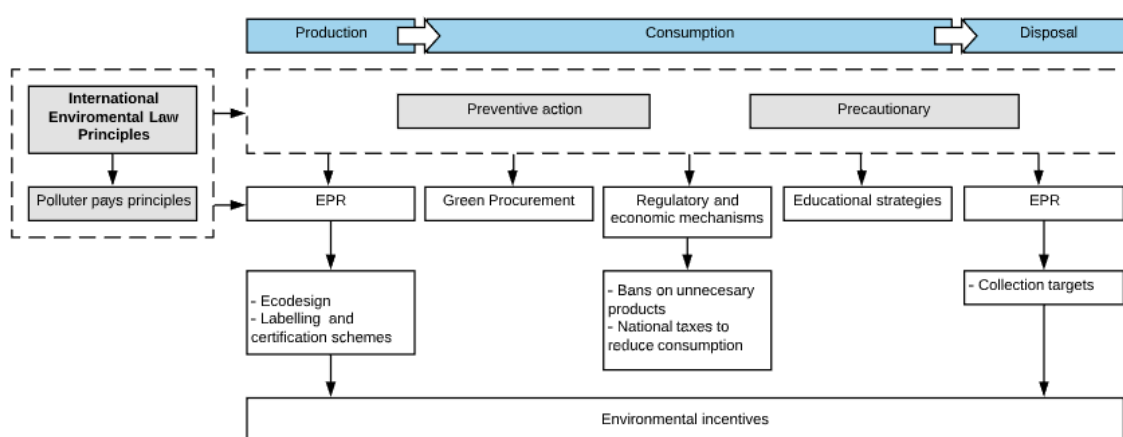 Production
Consumption
Disposal
International
Enviromental Law
Principles
Preventive action
Precautionary
Polluter pays principles
EPR
Green Procurement
Regulatory and
economic mechanisms
Educational strategies
EPR
- Ecodesign
- Labelling and
certification schemes
- Bans on unnecesary
products
- National taxes to
reduce consumption
- Collection targets
Environmental incentives